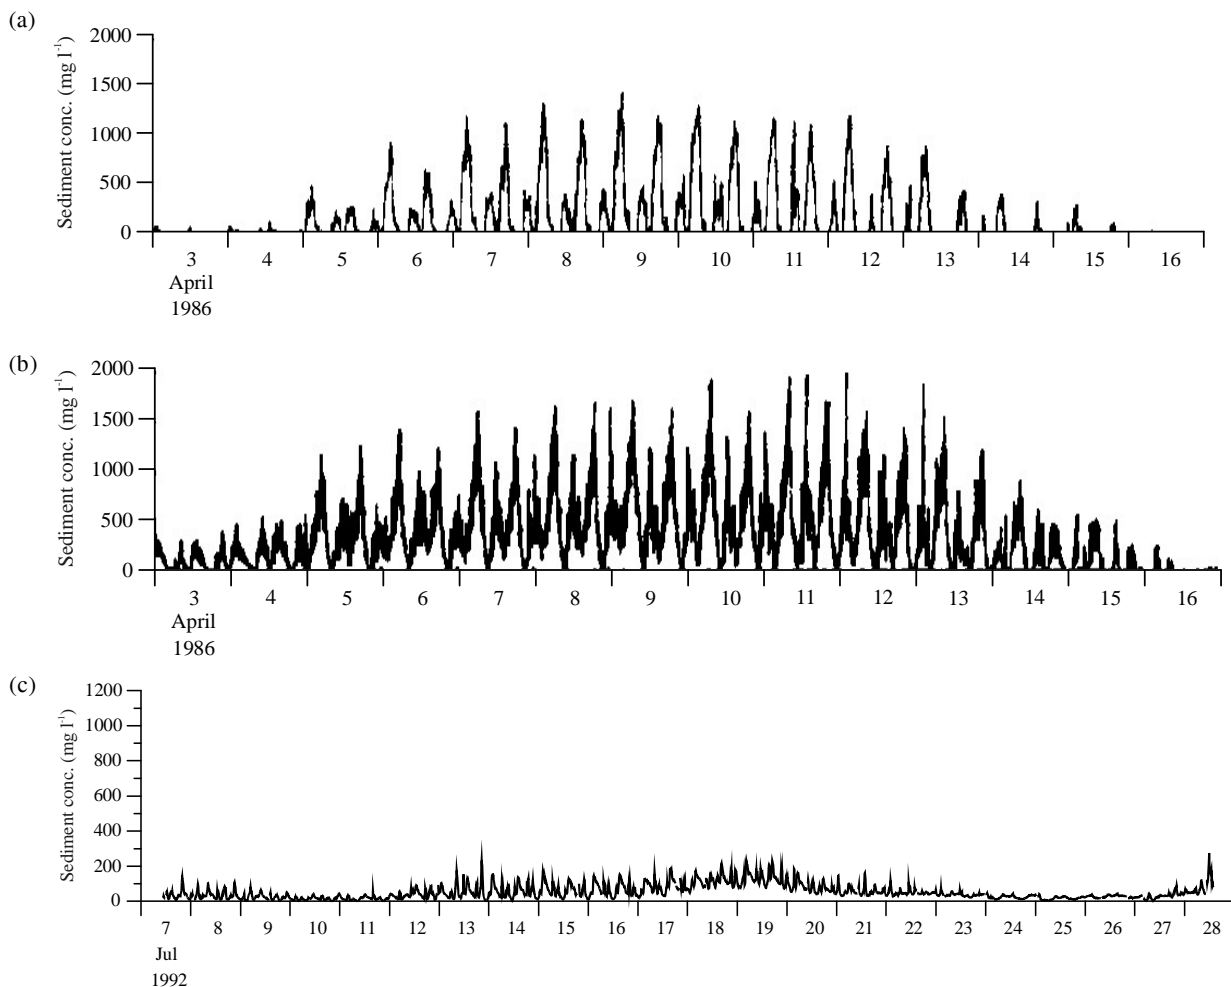 (a)
Sediment conc. (mg l⁻¹)
2000
1500
1000
500
0
3 4 5 6 7 8 9 10 11 12 13 14 15 16
April
1986
(b)
Sediment conc. (mg l⁻¹)
2000
1500
1000
500
0
3 4 5 6 7 8 9 10 11 12 13 14 15 16
April
1986
(c)
Sediment conc. (mg l⁻¹)
1200
1000
800
600
400
200
0
7 8 9 10 11 12 13 14 15 16 17 18 19 20 21 22 23 24 25 26 27 28
Jul
1992